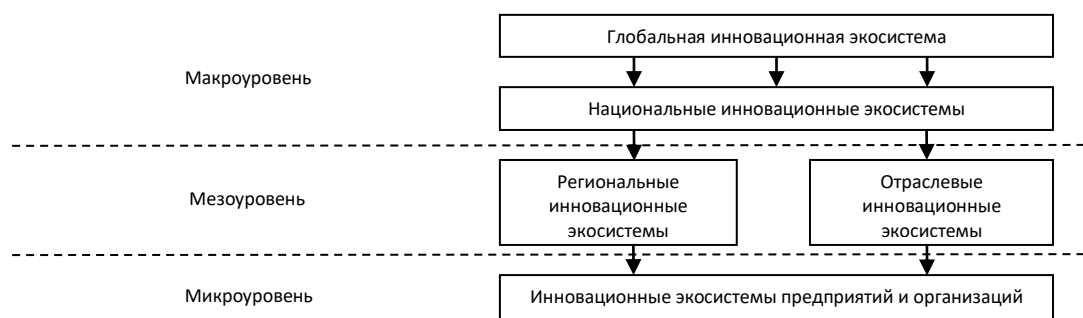 Глобальная инновационная экосистема
Макроуровень
Национальные инновационные экосистемы
Региональные
инновационные
экосистемы
Отраслевые
инновационные
экосистемы
Мезоуровень
Микроуровень
Инновационные экосистемы предприятий и организаций